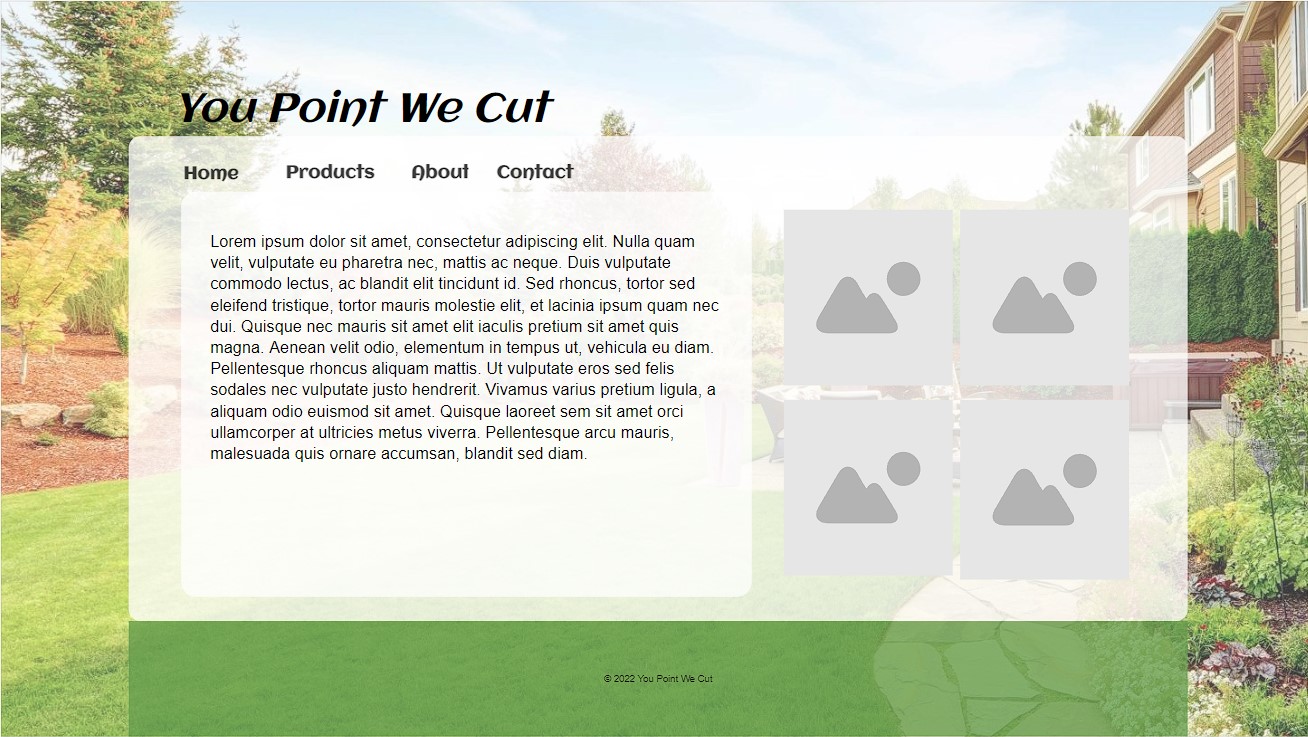 You Point We Cut
Home Products About Contact
Lorem ipsum dolor sit amet, consectetur adipiscing elit. Nulla quam
velit, vulputate eu pharetra nec, mattis ac neque. Duis vulputate
commodo lectus, ac blandit elit tincidunt id. Sed rhoncus, tortor sed
eleifend tristique, tortor mauris molestie elit, et lacinia ipsum quam nec
dui. Quisque nec mauris sit amet elit iaculis pretium sit amet quis
magna. Aenean velit odio, elementum in tempus ut, vehicula eu diam.
Pellentesque rhoncus aliquam mattis. Ut vulputate eros sed felis
sodales nec vulputate justo hendrerit. Vivamus varius pretium ligula, a
aliquam odio euismod sit amet. Quisque laoreet sem sit amet orci
ullamcorper at ultricies metus viverra. Pellentesque arcu mauris,
malesuada quis ornare accumsan, blandit sed diam.
© 2022 You Point We Cut